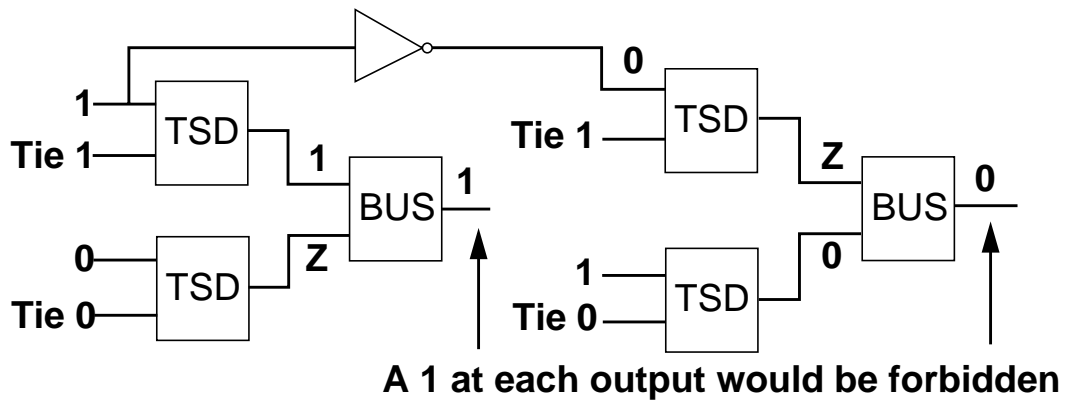 0
1
TSD
Tie 1
TSD
Tie 1
1
Z
1
0
BUS
BUS
0
Z
0
TSD
1
TSD
Tie 0
Tie 0
A 1 at each output would be forbidden